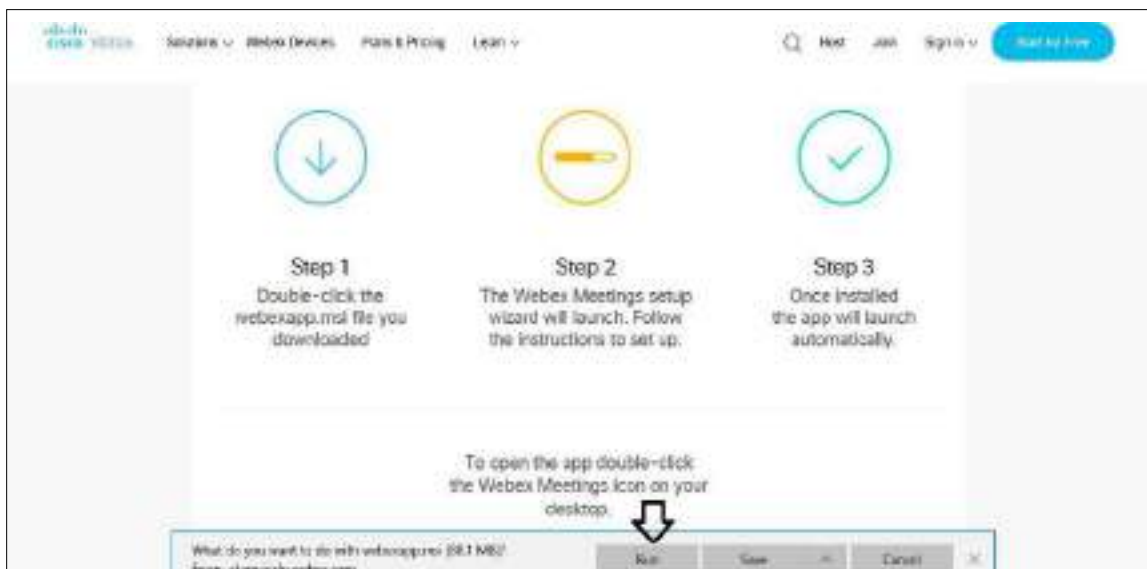 CISCO Webex
Solutions Webex Devices Plans & Pricing Learn Host Join Sign in Start for Free
Step 1
Double-click the
webexapp.msi file you
downloaded
Step 2
The Webex Meetings setup
wizard will launch. Follow
the instructions to set up.
Step 3
Once installed
the app will launch
automatically.
To open the app double-click
the Webex Meetings icon on your
desktop.
What do you want to do with webexapp.msi
From:
Run Save Cancel